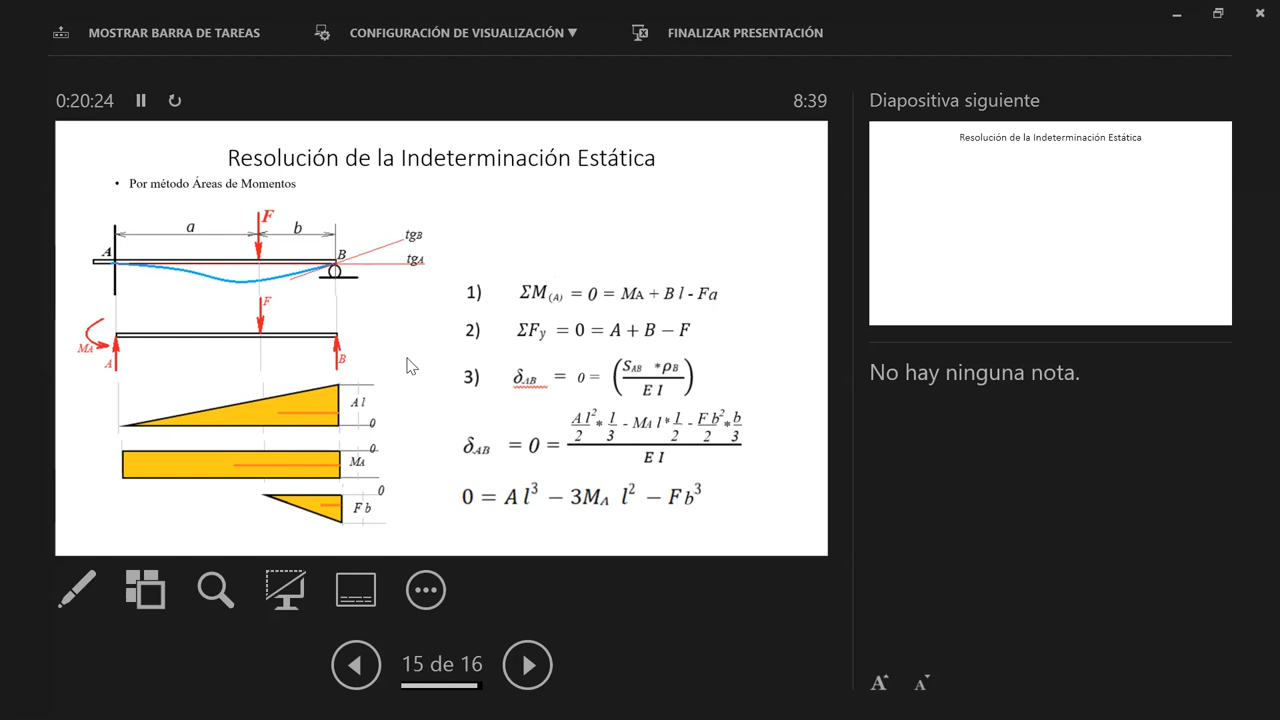 MOSTRAR BARRA DE TAREAS CONFIGURACIÓN DE VISUALIZACIÓN ▼ FINALIZAR PRESENTACIÓN
0:20:24 8:39
Resolución de la Indeterminación Estática
• Por método Áreas de Momentos
F
a b
A B tgB
tgA
F
MA
A B
A l
0
0
MA
0
F b
1) ΣM(A) = 0 = MA + B l - Fa
2) ΣFy = 0 = A + B − F
3) δAB = 0 = (SAB * ρB / E I)
δAB = 0 = (A l²/2 * l/3 - MA l * l/2 - F b²/2 * b/3) / E I
0 = A l³ − 3MA l² − F b³
15 de 16
Diapositiva siguiente
Resolución de la Indeterminación Estática
No hay ninguna nota.
A A